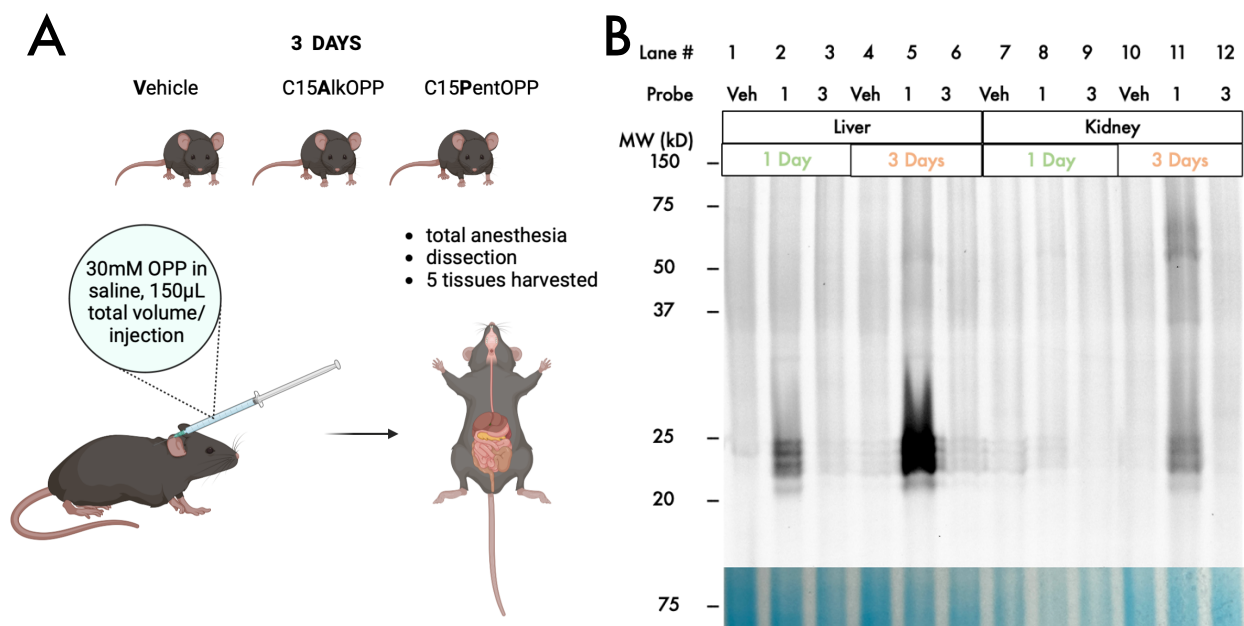 A
3 DAYS
Vehicle C15AlkOPP C15PentOPP
30mM OPP in
saline, 150µL
total volume/
injection
• total anesthesia
• dissection
• 5 tissues harvested
B
Lane # 1 2 3 4 5 6 7 8 9 10 11 12
Probe Veh 1 3 Veh 1 3 Veh 1 3 Veh 1 3
MW (kD) Liver Kidney
1 Day 3 Days 1 Day 3 Days
150
75
50
37
25
20
75